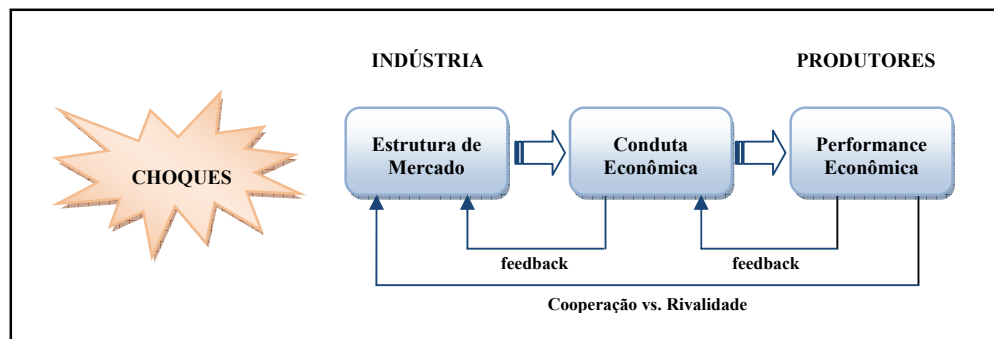 INDÚSTRIA
PRODUTORES
CHOQUES
Estrutura de
Mercado
Conduta
Econômica
Performance
Econômica
feedback
feedback
Cooperação vs. Rivalidade